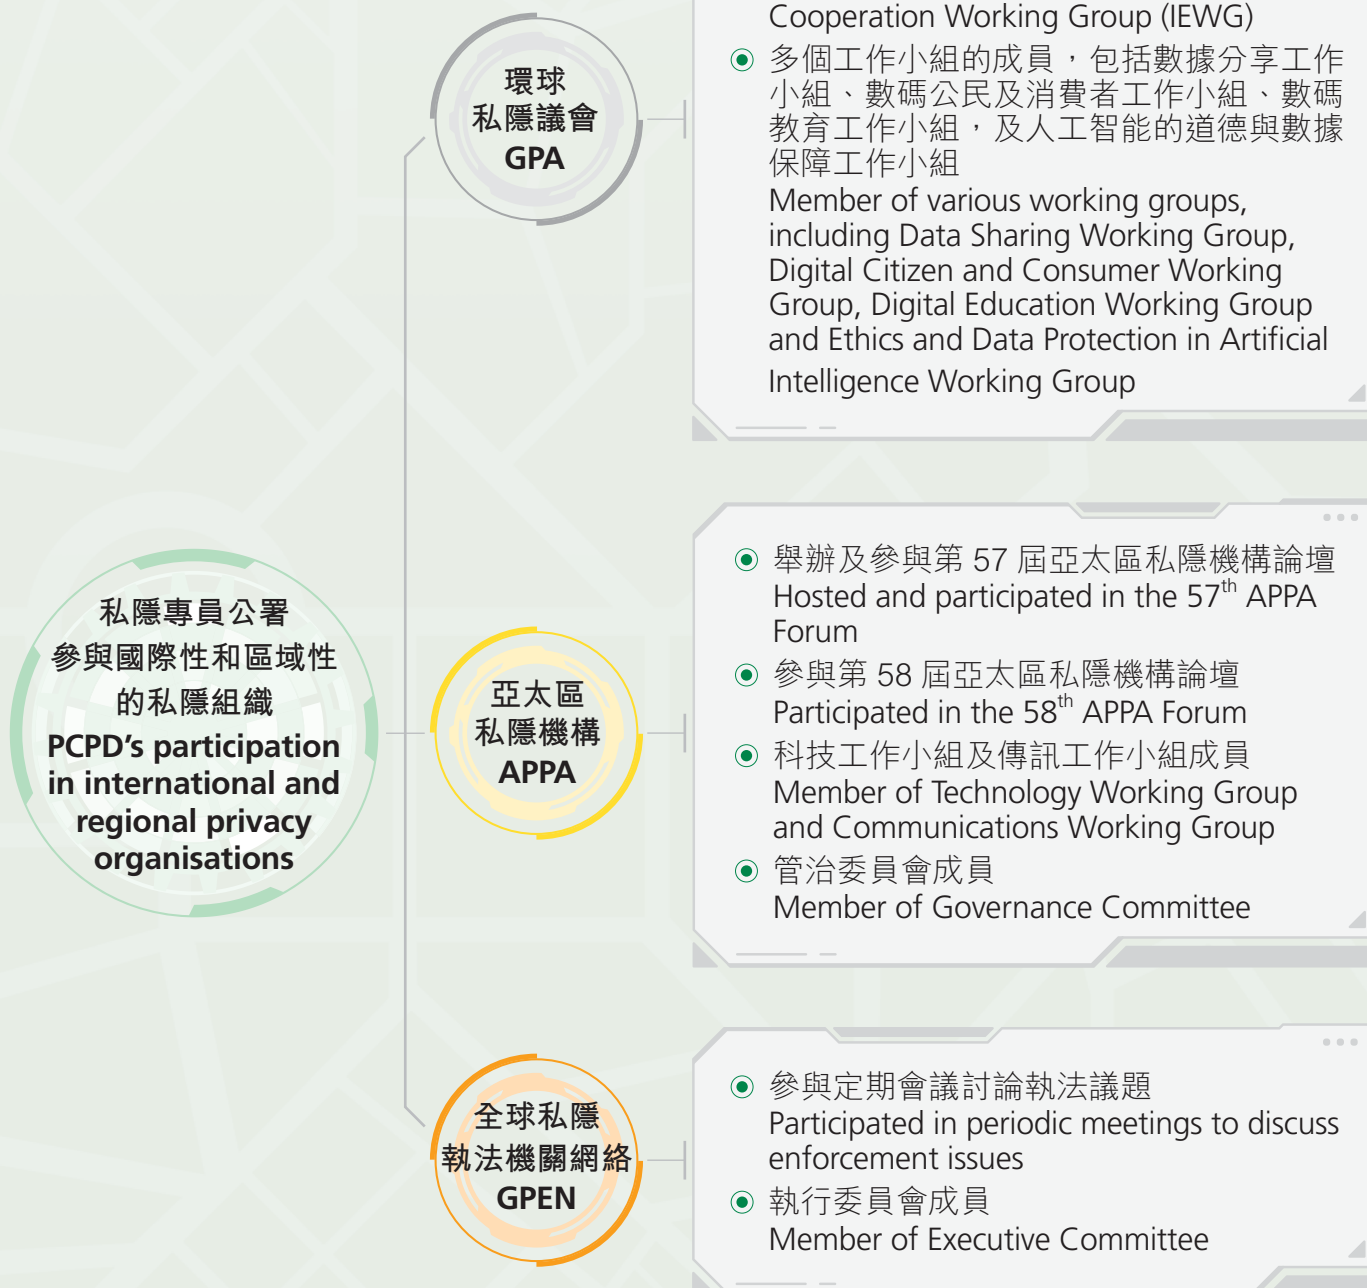 Cooperation Working Group (IEWG)
多個工作小組的成員，包括數據分享工作
小組、數碼公民及消費者工作小組、數碼
教育工作小組，及人工智能的道德與數據
保障工作小組
Member of various working groups,
including Data Sharing Working Group,
Digital Citizen and Consumer Working
Group, Digital Education Working Group
and Ethics and Data Protection in Artificial
Intelligence Working Group
環球
私隱議會
GPA
私隱專員公署
參與國際性和區域性
的私隱組織
PCPD's participation
in international and
regional privacy
organisations
亞太區
私隱機構
APPA
舉辦及參與第 57 屆亞太區私隱機構論壇
Hosted and participated in the 57th APPA
Forum
參與第 58 屆亞太區私隱機構論壇
Participated in the 58th APPA Forum
科技工作小組及傳訊工作小組成員
Member of Technology Working Group
and Communications Working Group
管治委員會成員
Member of Governance Committee
全球私隱
執法機關網絡
GPEN
參與定期會議討論執法議題
Participated in periodic meetings to discuss
enforcement issues
執行委員會成員
Member of Executive Committee